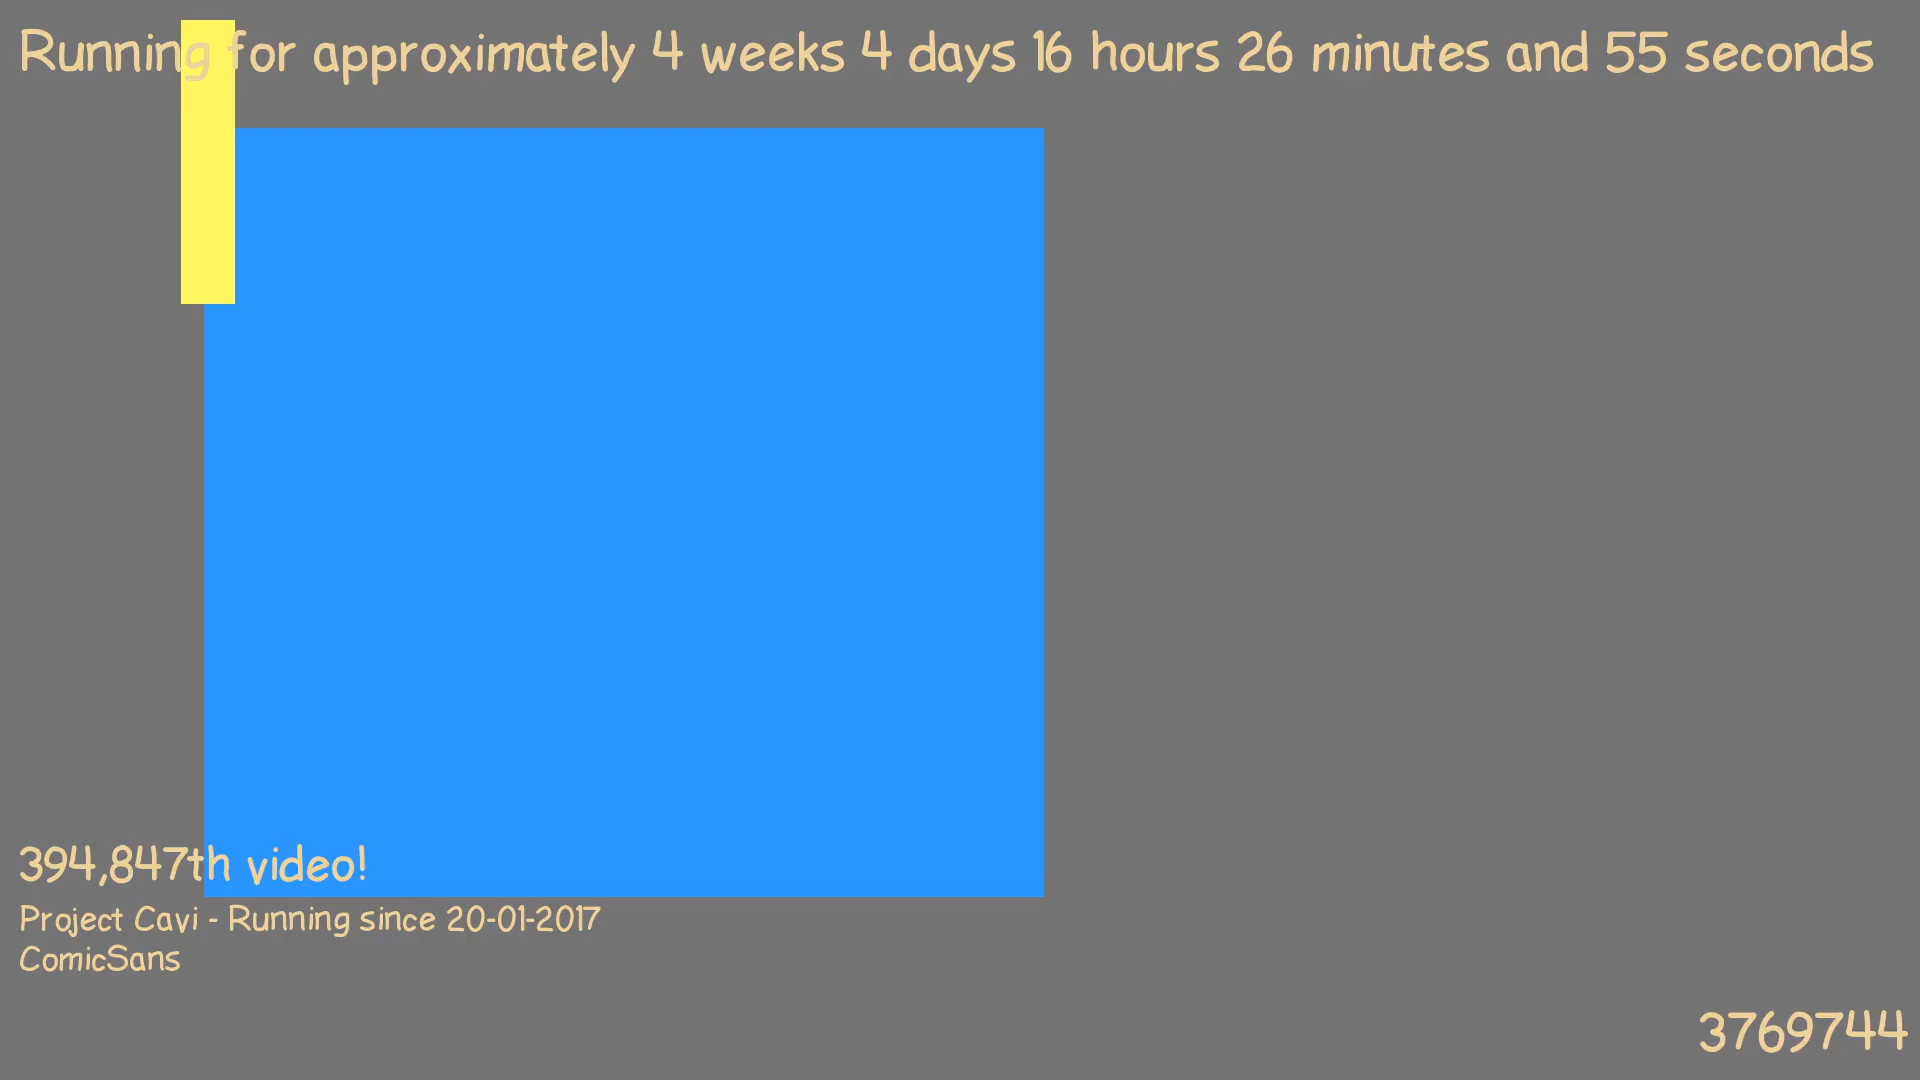 Running for approximately 4 weeks 4 days 16 hours 26 minutes and 55 seconds
394,847th video!
Project Cavi - Running since 20-01-2017
ComicSans
3769744